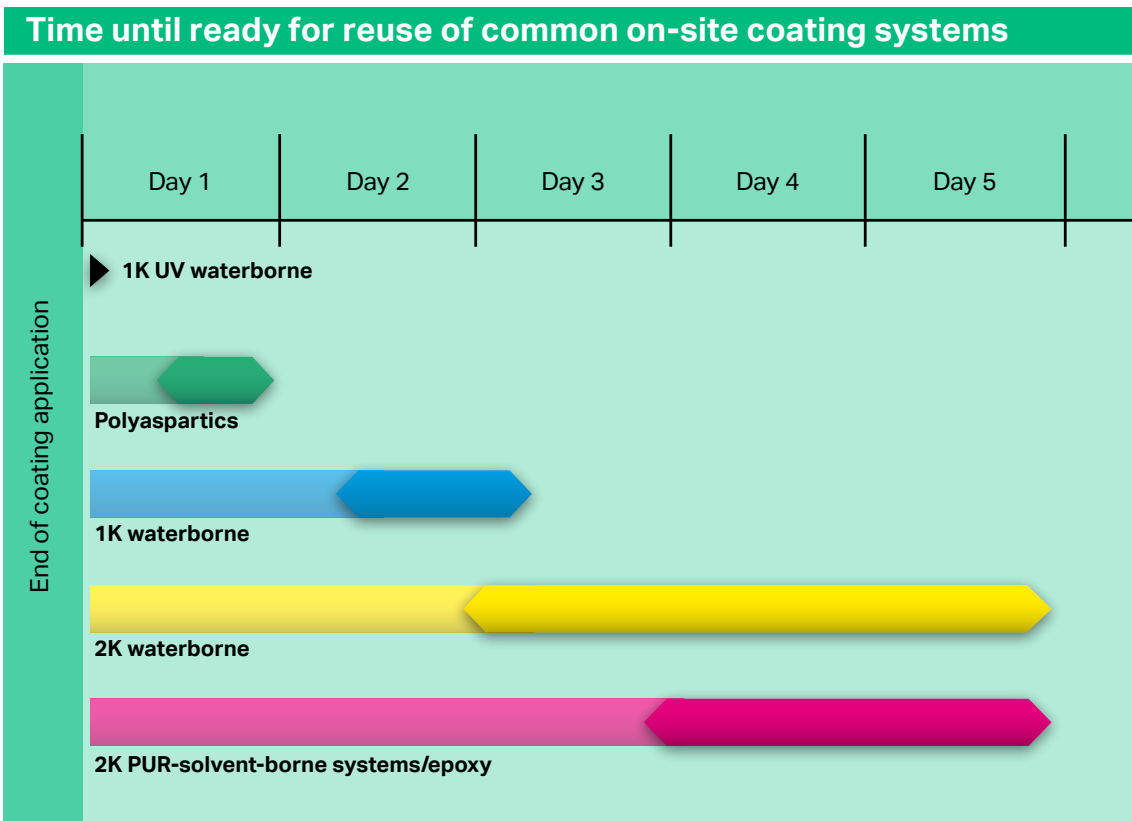 Time until ready for reuse of common on-site coating systems
Day 1
Day 2
Day 3
Day 4
Day 5
End of coating application
1K UV waterborne
Polyaspartics
1K waterborne
2K waterborne
2K PUR-solvent-borne systems/epoxy